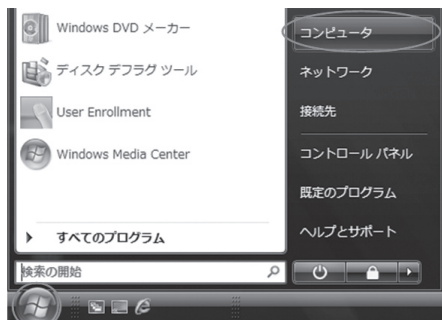 Windows DVD メーカー
ディスク デフラグ ツール
User Enrollment
Windows Media Center
すべてのプログラム
検索の開始
コンピュータ
ネットワーク
接続先
コントロール パネル
既定のプログラム
ヘルプとサポート